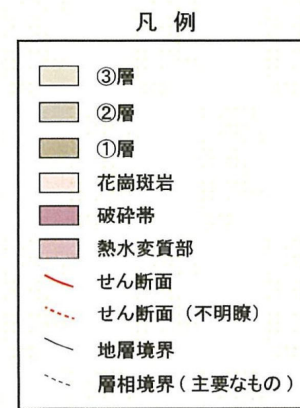 凡 例
③層
②層
①層
花崗斑岩
破砕帯
熱水変質部
せん断面
せん断面（不明瞭）
地層境界
層相境界（主要なもの）